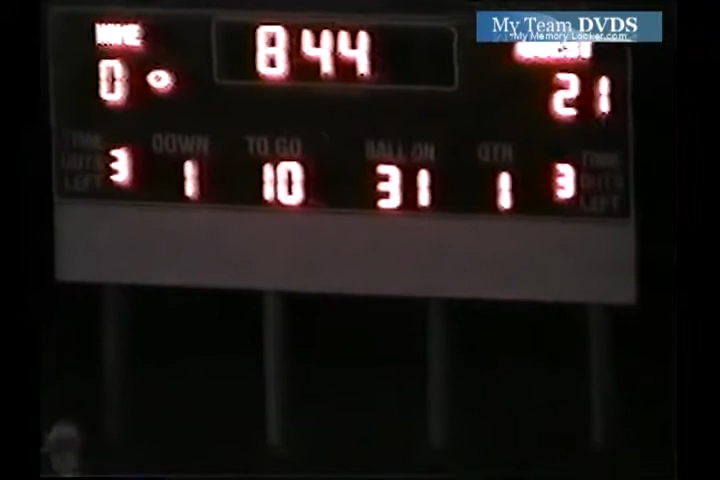 My Team DVDS
My Memory Locker.com
HOME 844 GUEST
0 21
TIME OUTS LEFT 3 DOWN 1 TO GO 10 BALL ON 31 QTR 1 3 TIME OUTS LEFT